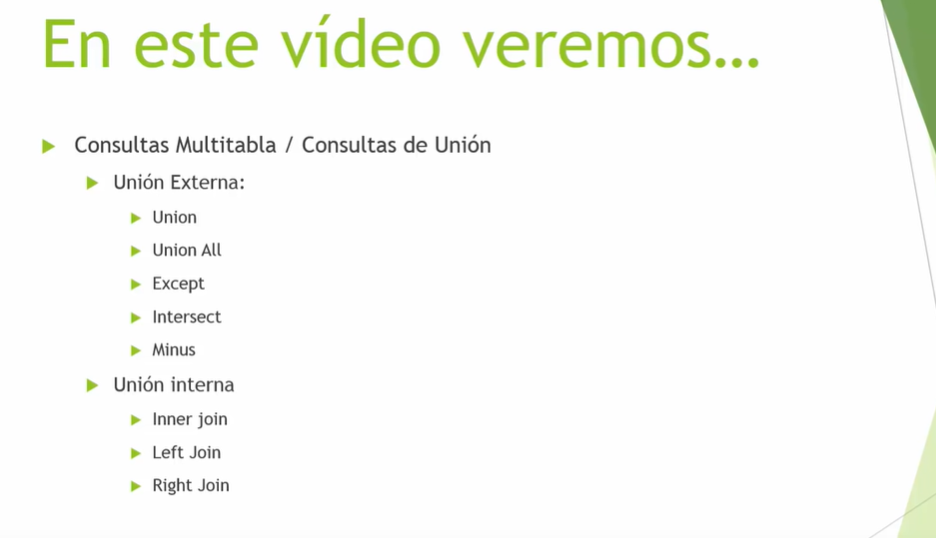 En este vídeo veremos...
Consultas Multitabla / Consultas de Unión
Unión Externa:
Union
Union All
Except
Intersect
Minus
Unión interna
Inner join
Left Join
Right Join